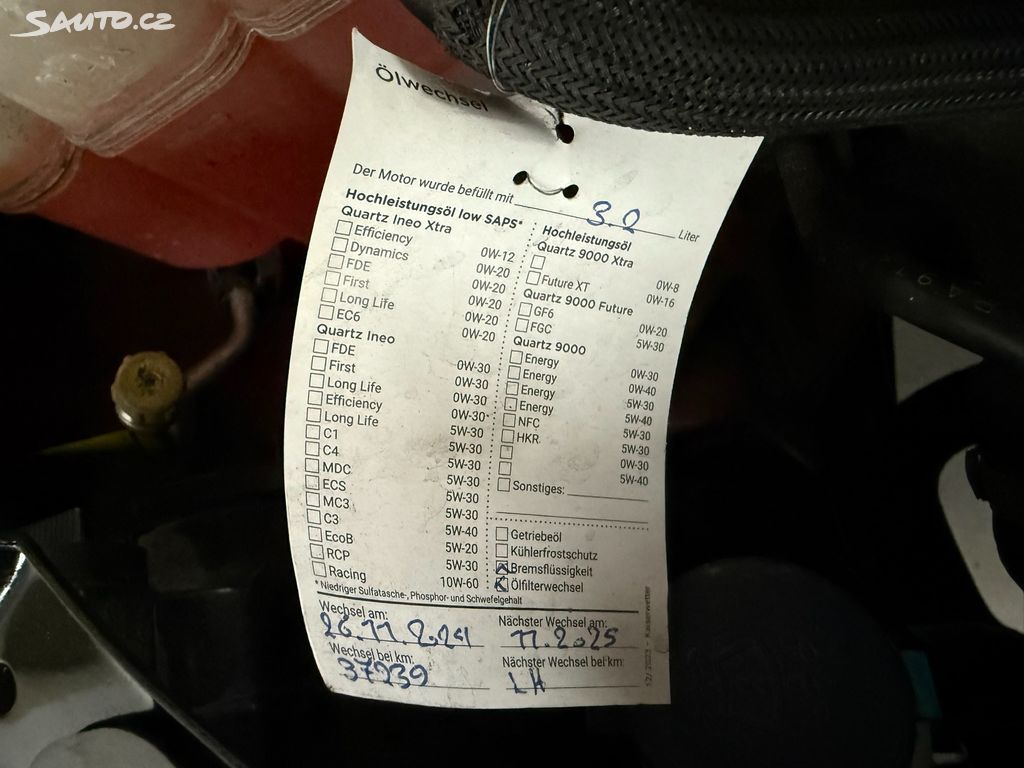 SAUTO.CZ
Ölwechsel
Der Motor wurde befüllt mit 3.2 Liter
Hochleistungsöl low SAPS*
Quartz Ineo Xtra
Efficiency 0W-12
Dynamics 0W-20
FDE 0W-20
First 0W-20
Long Life 0W-20
EC6 0W-20
Quartz Ineo
FDE 0W-30
First 0W-30
Long Life 0W-30
Efficiency 0W-30*
Long Life 5W-30
C1 5W-30
C4 5W-30
MDC 5W-30
ECS 5W-30
MC3 5W-30
C3 5W-40
EcoB 5W-20
RCP 5W-30
Racing 10W-60
* Niedriger Sulfatasche-, Phosphor- und Schwefelgehalt
Hochleistungsöl
Quartz 9000 Xtra
0W-8
Future XT 0W-16
Quartz 9000 Future
GF6 0W-20
FGC 5W-30
Quartz 9000
Energy 0W-30
Energy 0W-40
Energy 5W-30
Energy 5W-40
NFC 5W-30
HKR 5W-30
0W-30
5W-40
Sonstiges:
Getriebeöl
Kühlerfrostschutz
Bremsflüssigkeit
Ölfilterwechsel
Wechsel am:
26.11.2024
Wechsel bei km:
37939
Nächster Wechsel am:
11.2025
Nächster Wechsel bei km:
LH
12/2023 - Kaiserwetter